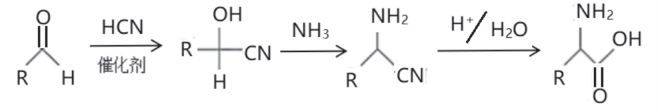 O
R H
HCN
催化剂
OH
R CN
H
NH₃
NH₂
R CN
H⁺/H₂O
NH₂
OH
R
O